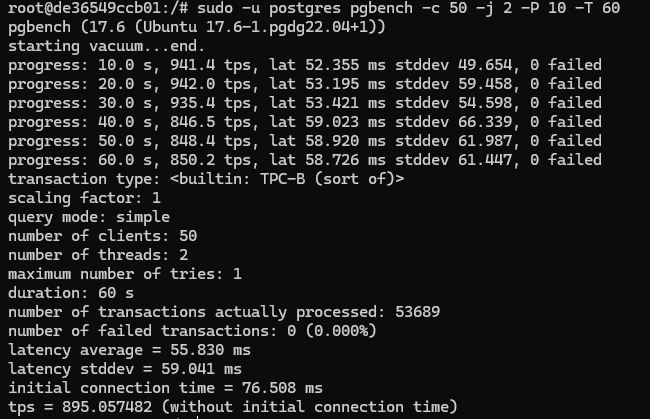 root@de36549ccb01:/# sudo -u postgres pgbench -c 50 -j 2 -P 10 -T 60
pgbench (17.6 (Ubuntu 17.6-1.pgdg22.04+1))
starting vacuum...end.
progress: 10.0 s, 941.4 tps, lat 52.355 ms stddev 49.654, 0 failed
progress: 20.0 s, 942.0 tps, lat 53.195 ms stddev 59.458, 0 failed
progress: 30.0 s, 935.4 tps, lat 53.421 ms stddev 54.598, 0 failed
progress: 40.0 s, 846.5 tps, lat 59.023 ms stddev 66.339, 0 failed
progress: 50.0 s, 848.4 tps, lat 58.920 ms stddev 61.987, 0 failed
progress: 60.0 s, 850.2 tps, lat 58.726 ms stddev 61.447, 0 failed
transaction type: <builtin: TPC-B (sort of)>
scaling factor: 1
query mode: simple
number of clients: 50
number of threads: 2
maximum number of tries: 1
duration: 60 s
number of transactions actually processed: 53689
number of failed transactions: 0 (0.000%)
latency average = 55.830 ms
latency stddev = 59.041 ms
initial connection time = 76.508 ms
tps = 895.057482 (without initial connection time)